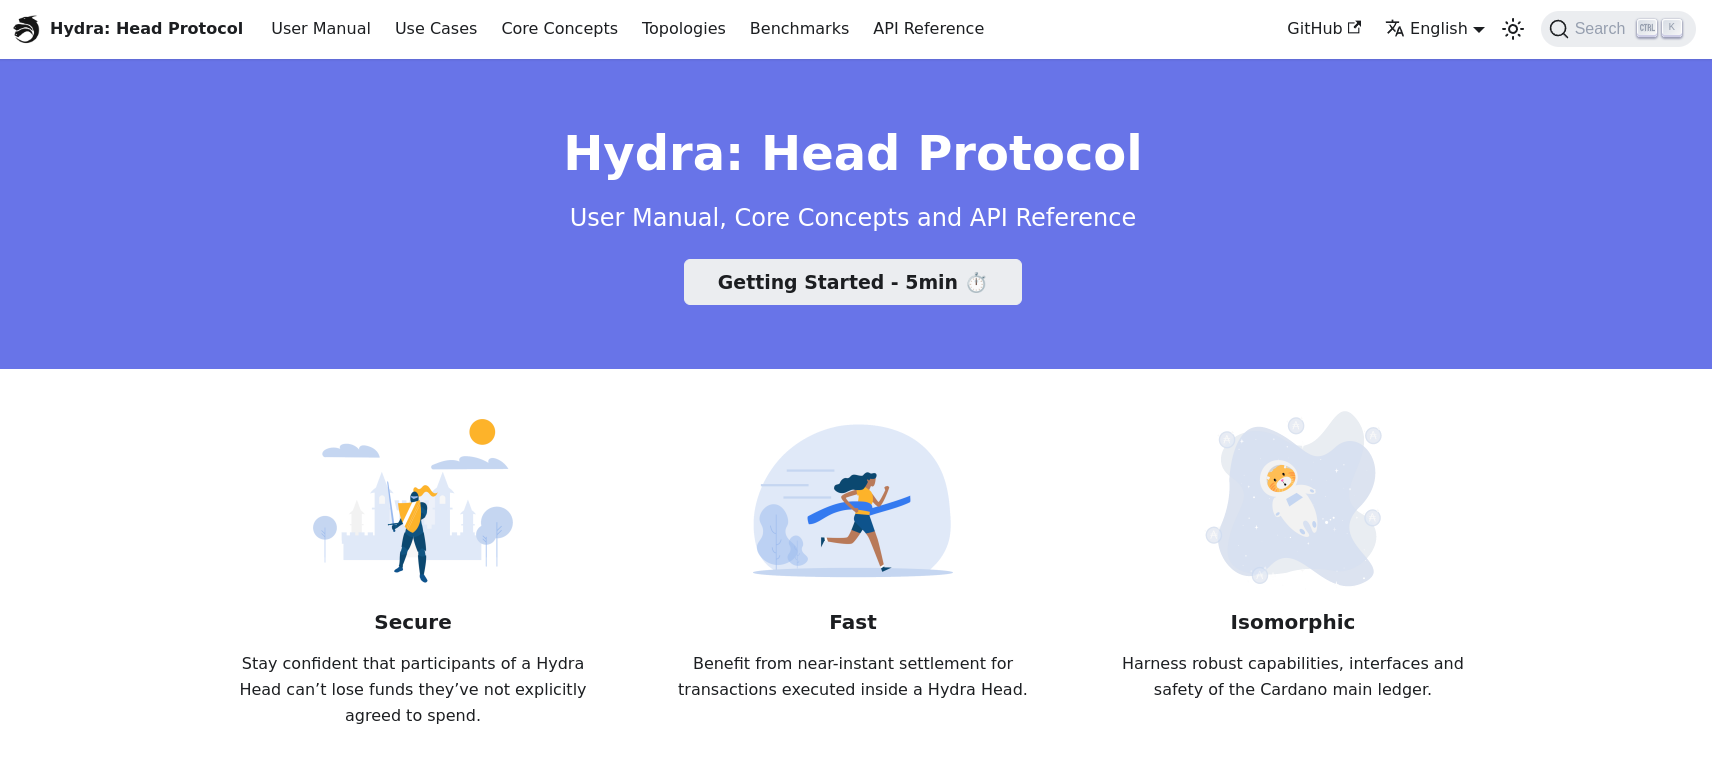 Hydra: Head Protocol
User Manual
Use Cases
Core Concepts
Topologies
Benchmarks
API Reference
GitHub
English
Search
CTRL
K
Hydra: Head Protocol
User Manual, Core Concepts and API Reference
Getting Started - 5min ⏱️
Secure
Stay confident that participants of a Hydra
Head can’t lose funds they’ve not explicitly
agreed to spend.
Fast
Benefit from near-instant settlement for
transactions executed inside a Hydra Head.
Isomorphic
Harness robust capabilities, interfaces and
safety of the Cardano main ledger.